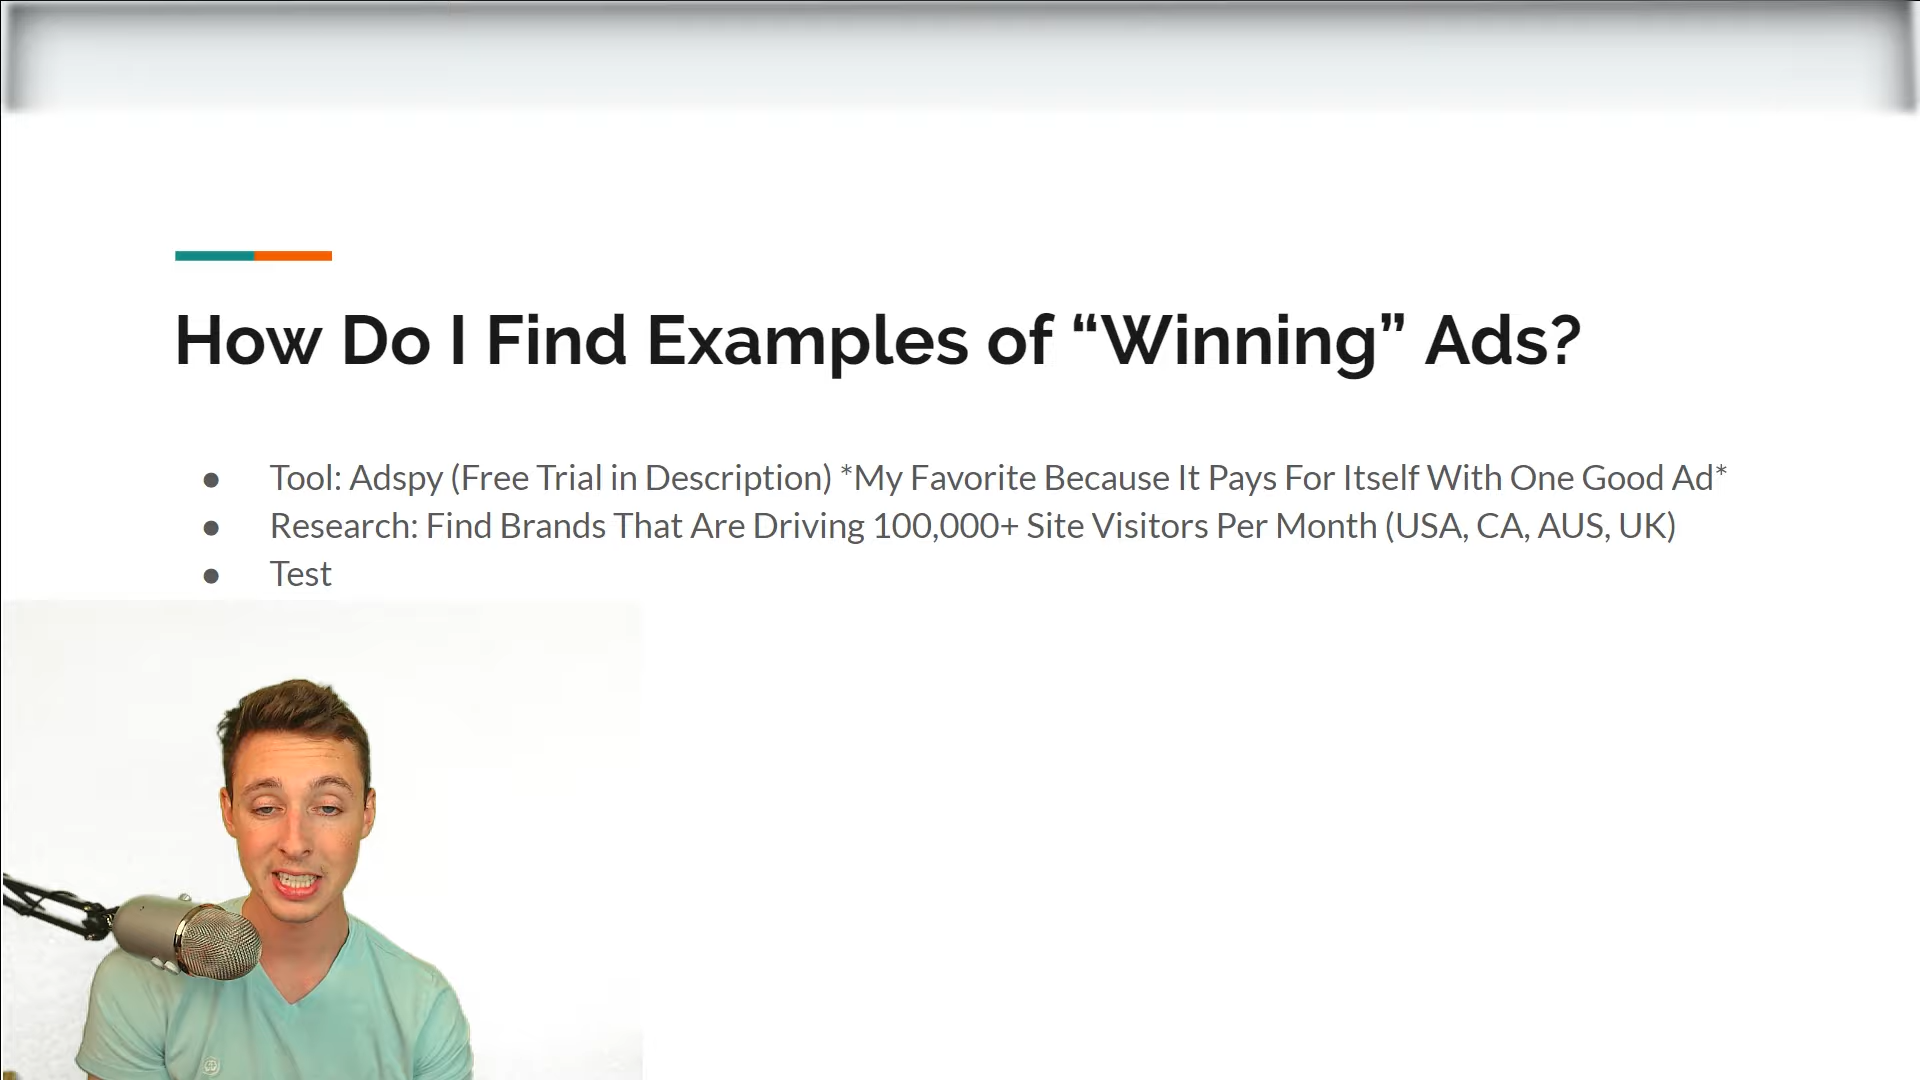 How Do I Find Examples of “Winning” Ads?
● Tool: Adspy (Free Trial in Description) *My Favorite Because It Pays For Itself With One Good Ad*
● Research: Find Brands That Are Driving 100,000+ Site Visitors Per Month (USA, CA, AUS, UK)
● Test